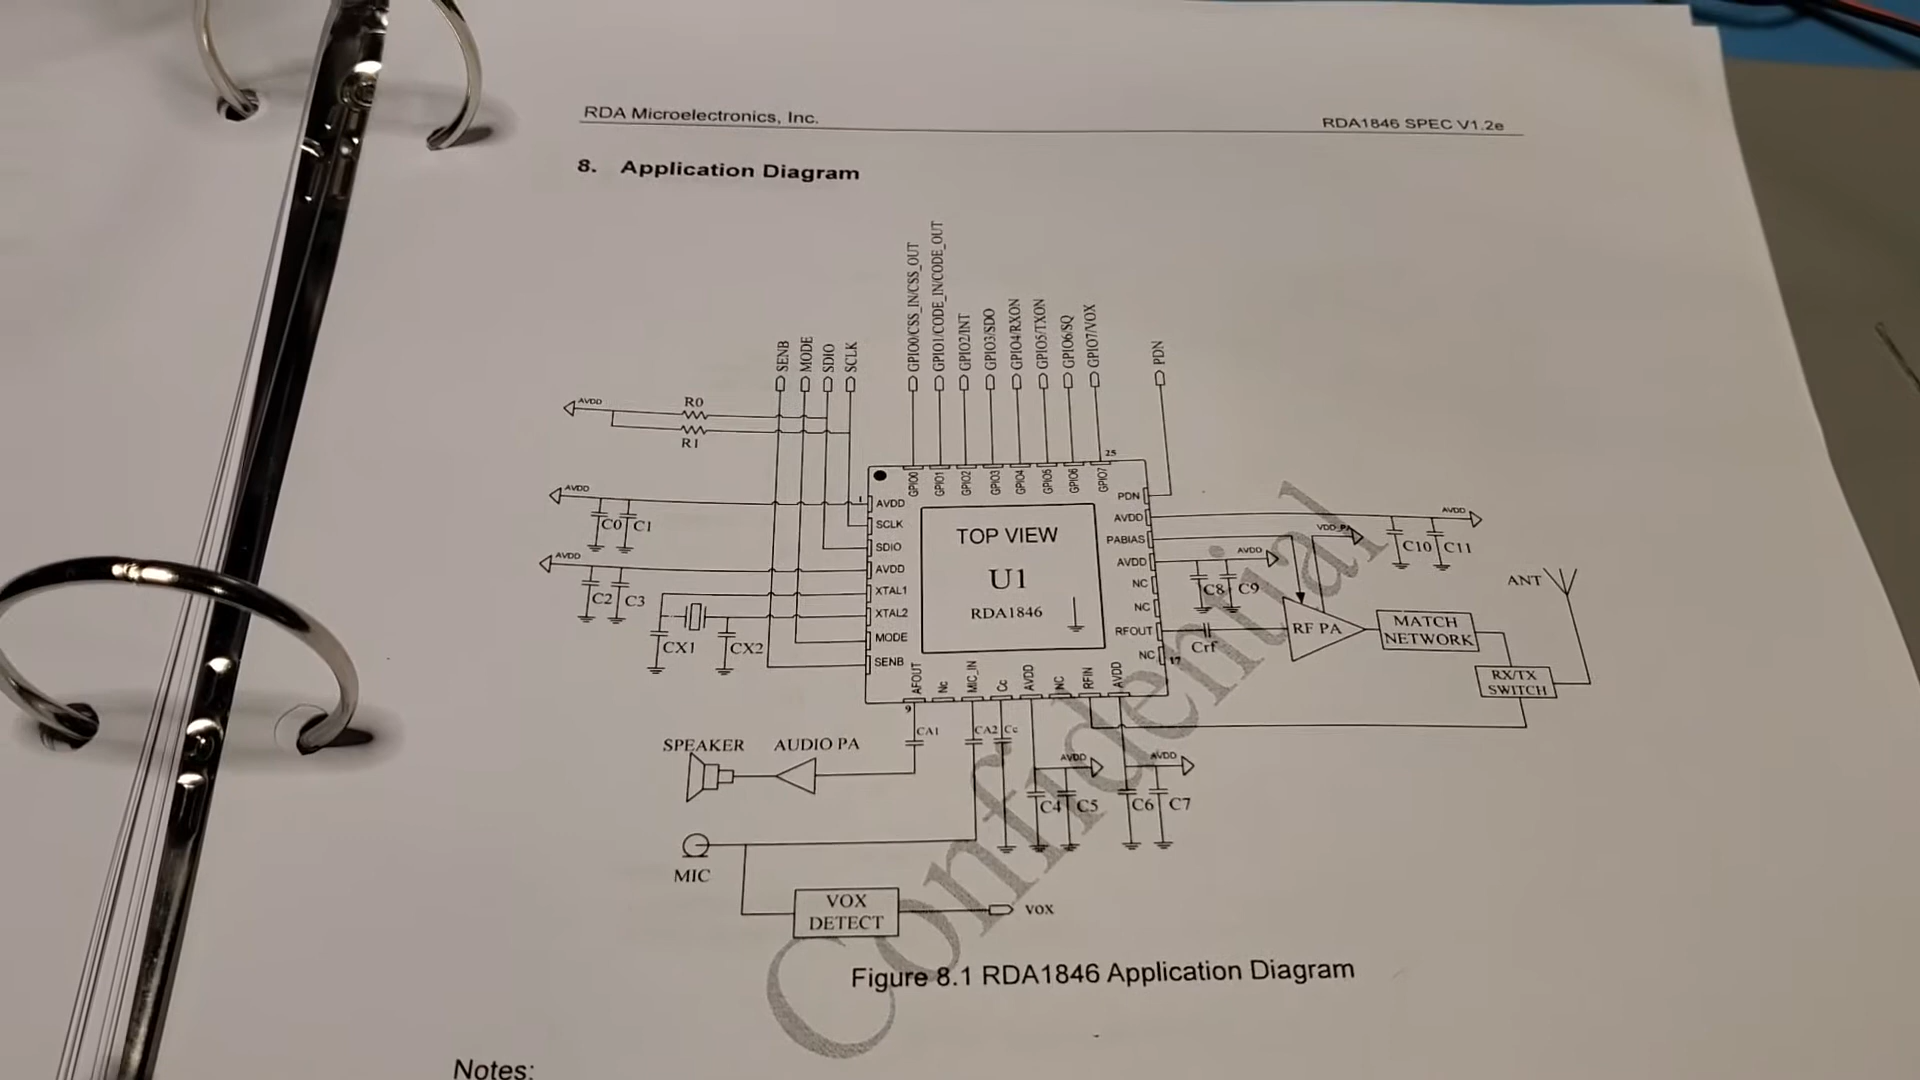 RDA Microelectronics, Inc.
RDA1846 SPEC V1.2e
8. Application Diagram
SENB
MODE
SDIO
SCLK
GPIO0/CSS_IN/CSS_OUT
GPIO1/CODE_IN/CODE_OUT
GPIO2/INT
GPIO3/SDO
GPIO4/RXON
GPIO5/TXON
GPIO6/SQ
GPIO7/VOX
PDN
AVDD
R0
R1
25
GPIO0
GPIO1
GPIO2
GPIO3
GPIO4
GPIO5
GPIO6
GPIO7
AVDD
C0
C1
1
AVDD
SCLK
SDIO
AVDD
XTAL1
XTAL2
MODE
SENB
AVDD
C2
C3
CX1
CX2
TOP VIEW
U1
RDA1846
PDN
AVDD
PABIAS
AVDD
NC
NC
RFOUT
NC
17
AVDD
VDD_PA
C10
C11
AVDD
C8
C9
Crf
RF PA
MATCH
NETWORK
ANT
RX/TX
SWITCH
AFOUT
Nc
MIC_IN
Cc
AVDD
NC
RFIN
AVDD
9
CA1
CA2
Cc
SPEAKER
AUDIO PA
AVDD
C4
C5
AVDD
C6
C7
MIC
VOX
DETECT
VOX
Confidential
Figure 8.1 RDA1846 Application Diagram
Notes: